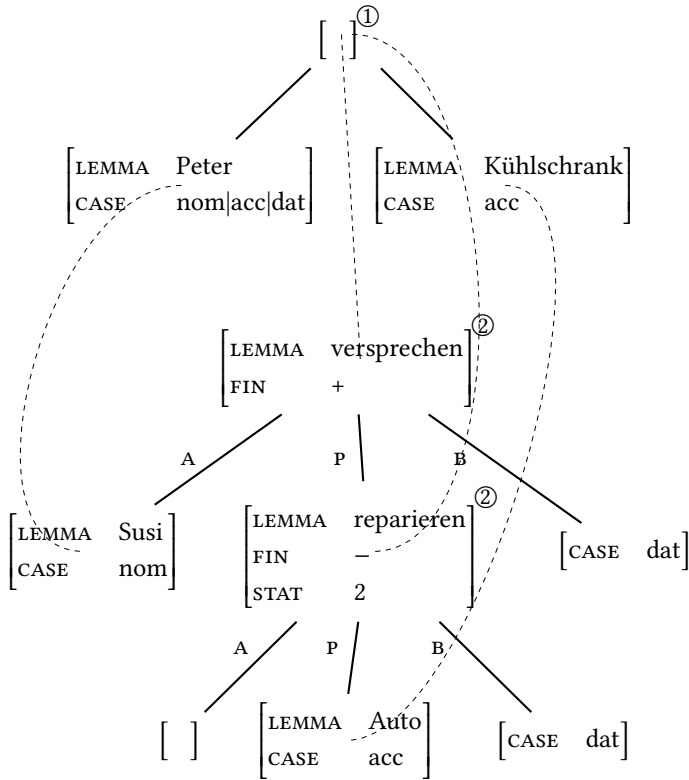 [ ]①
[LEMMA Peter] [LEMMA Kühlschrank]
[CASE nom|acc|dat] [CASE acc]
[LEMMA versprechen]②
[FIN +]
A P B
[LEMMA Susi] [LEMMA reparieren]②
[CASE nom] [FIN −] [CASE dat]
[STAT 2]
A P B
[ ] [LEMMA Auto] [CASE dat]
[CASE acc]